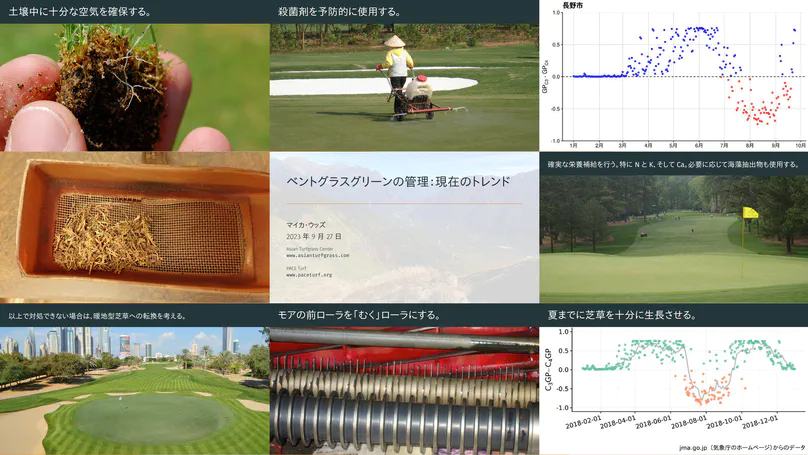 土壌中に十分な空気を確保する。
殺菌剤を予防的に使用する。
長野市
1.0
0.5
0.0
-0.5
-1.0
GPC3 - GPC4
1月 2月 3月 4月 5月 6月 7月 8月 9月 10月
ベントグラスグリーンの管理：現在のトレンド
マイカ・ウッズ
2023 年 9 月 27 日
Asian Turfgrass Center
www.asianturfgrass.com
PACE Turf
www.paceturf.org
確実な栄養補給を行う。特に N と K、そして Ca。必要に応じて海藻抽出物も使用する。
以上で対処できない場合は、暖地型芝草への転換を考える。
モアの前ローラを「むく」ローラにする。
夏までに芝草を十分に生長させる。
1.0
0.5
0.0
-0.5
-1.0
C₃GP- C₄GP
2018-02-01 2018-04-01 2018-06-01 2018-08-01 2018-10-01 2018-12-01
jma.go.jp （気象庁のホームページ）からのデータ